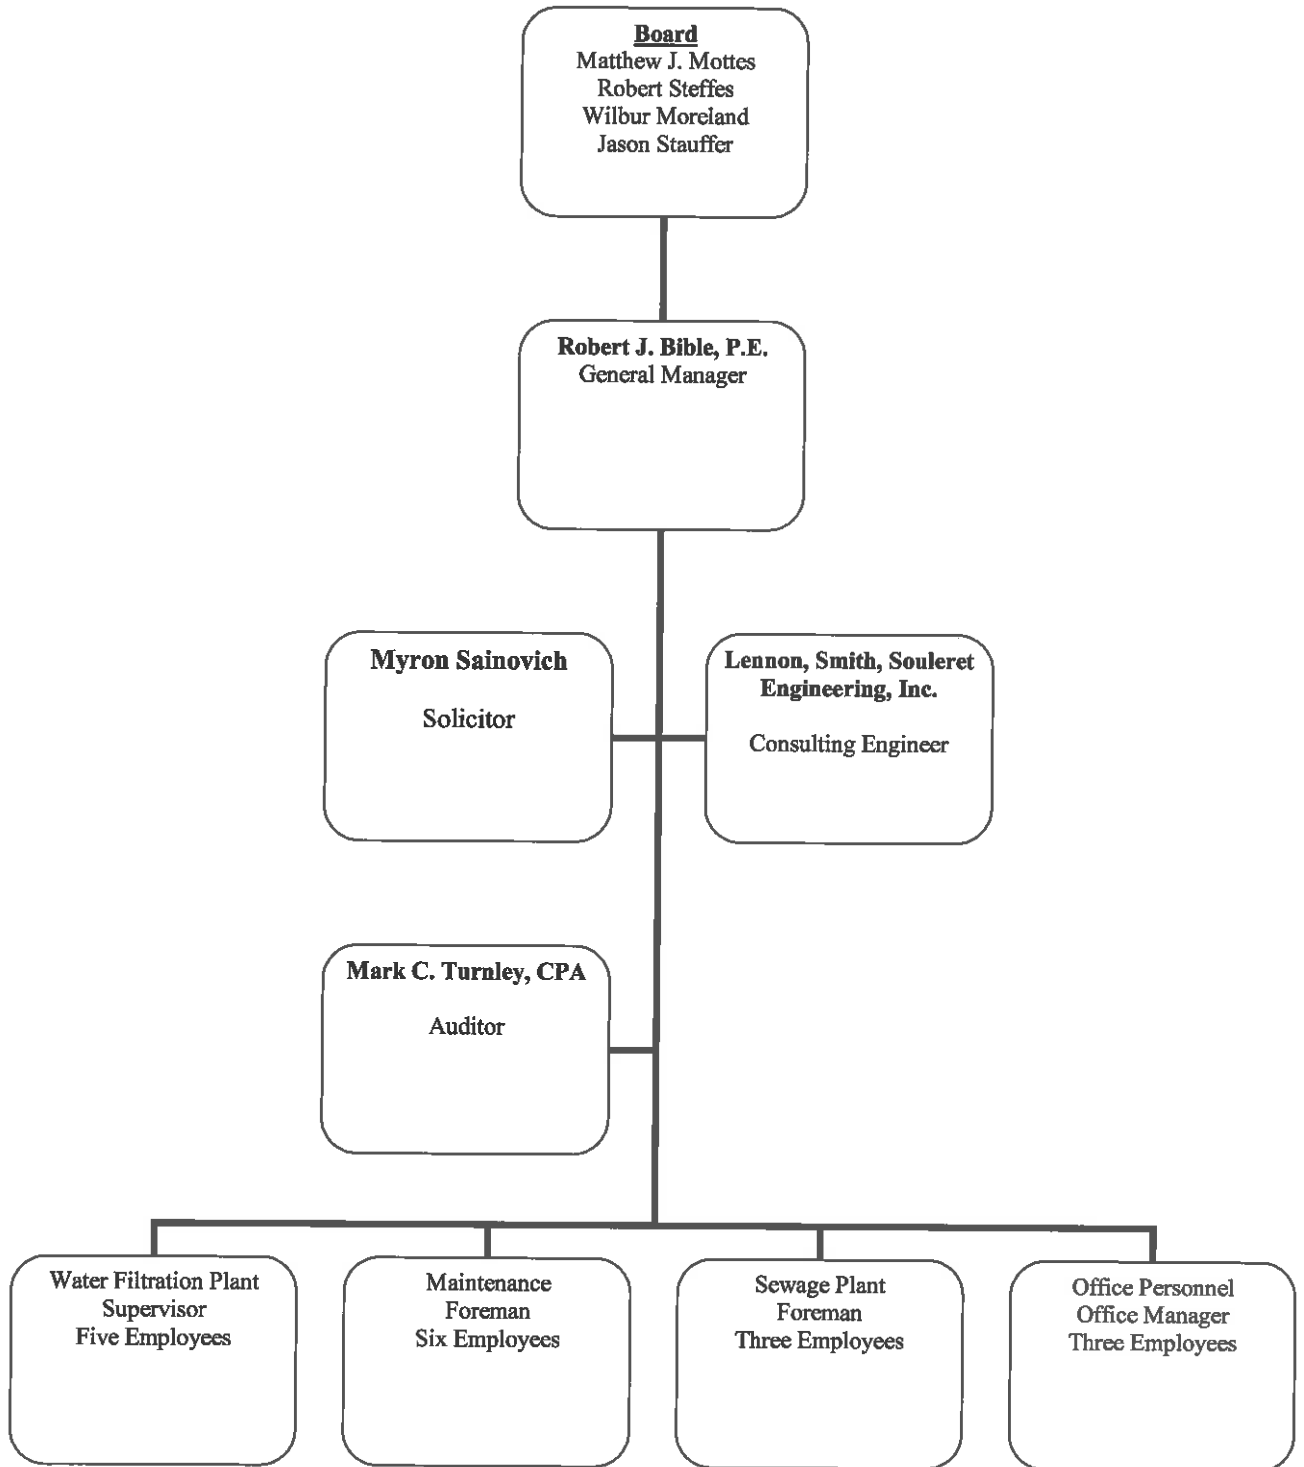 Board
Matthew J. Mottes
Robert Steffes
Wilbur Moreland
Jason Stauffer
Robert J. Bible, P.E.
General Manager
Myron Sainovich
Solicitor
Lennon, Smith, Souleret
Engineering, Inc.
Consulting Engineer
Mark C. Turnley, CPA
Auditor
Water Filtration Plant
Supervisor
Five Employees
Maintenance
Foreman
Six Employees
Sewage Plant
Foreman
Three Employees
Office Personnel
Office Manager
Three Employees